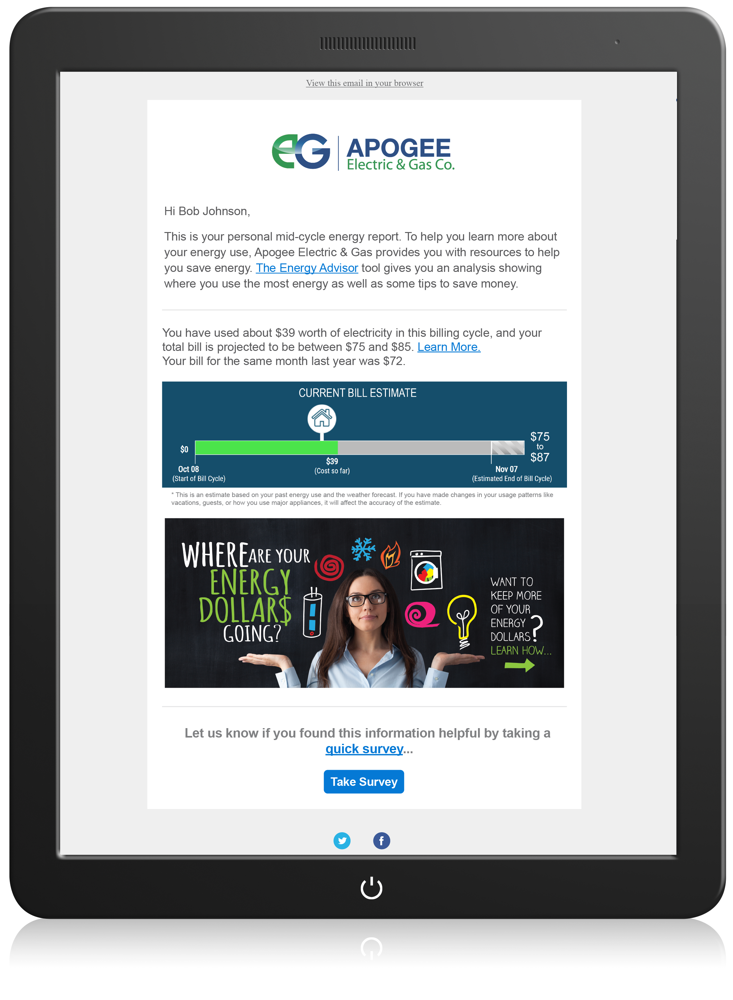 View this email in your browser
eG
APOGEE
Electric & Gas Co.
Hi Bob Johnson,
This is your personal mid-cycle energy report. To help you learn more about
your energy use, Apogee Electric & Gas provides you with resources to help
you save energy. The Energy Advisor tool gives you an analysis showing
where you use the most energy as well as some tips to save money.
You have used about $39 worth of electricity in this billing cycle, and your
total bill is projected to be between $75 and $85. Learn More.
Your bill for the same month last year was $72.
CURRENT BILL ESTIMATE
$0
$75
to
$87
$39
(Cost so far)
Oct 08
(Start of Bill Cycle)
Nov 07
(Estimated End of Bill Cycle)
* This is an estimate based on your past energy use and the weather forecast. If you have made changes in your usage patterns like
vacations, guests, or how you use major appliances, it will affect the accuracy of the estimate.
WHERE ARE YOUR
ENERGY
DOLLAR$
GOING?
WANT TO
KEEP MORE
OF YOUR
ENERGY
DOLLARS?
LEARN HOW...
Let us know if you found this information helpful by taking a
quick survey...
Take Survey